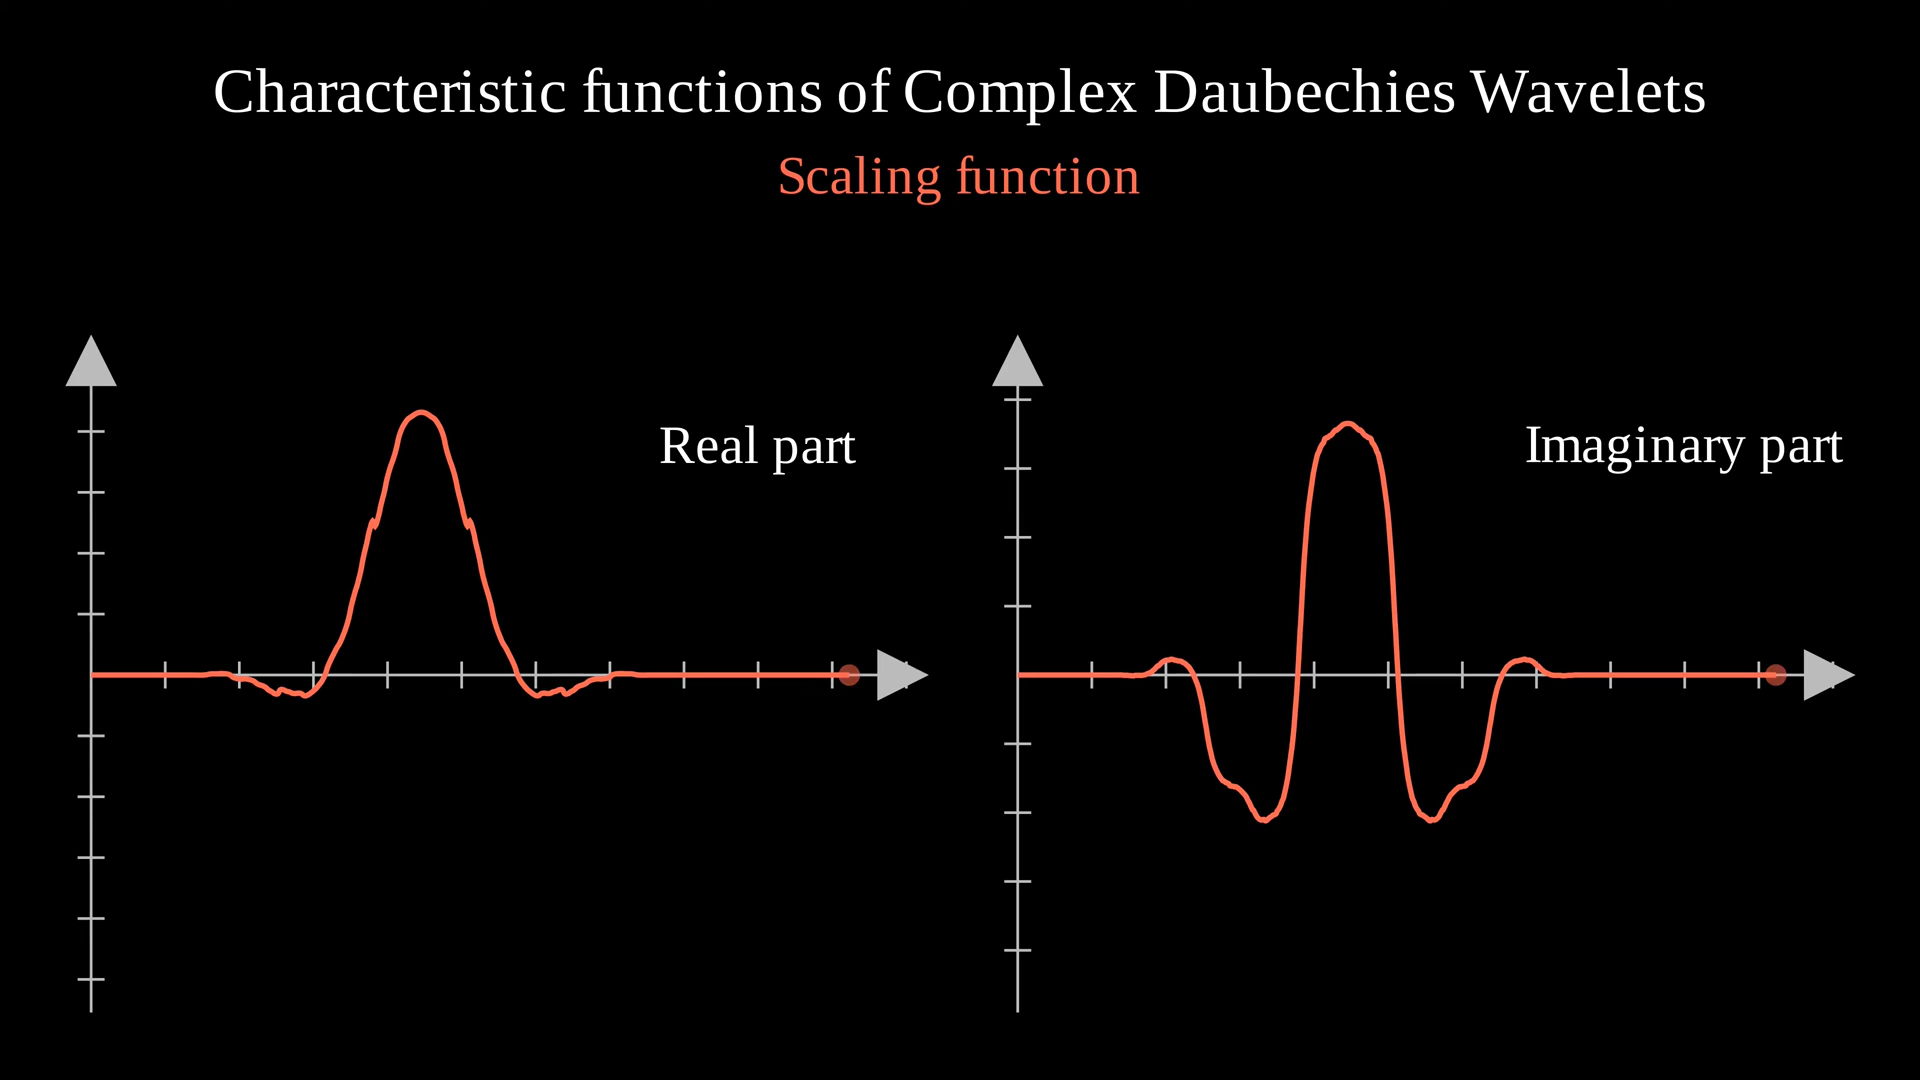 Characteristic functions of Complex Daubechies Wavelets
Scaling function
Real part
Imaginary part